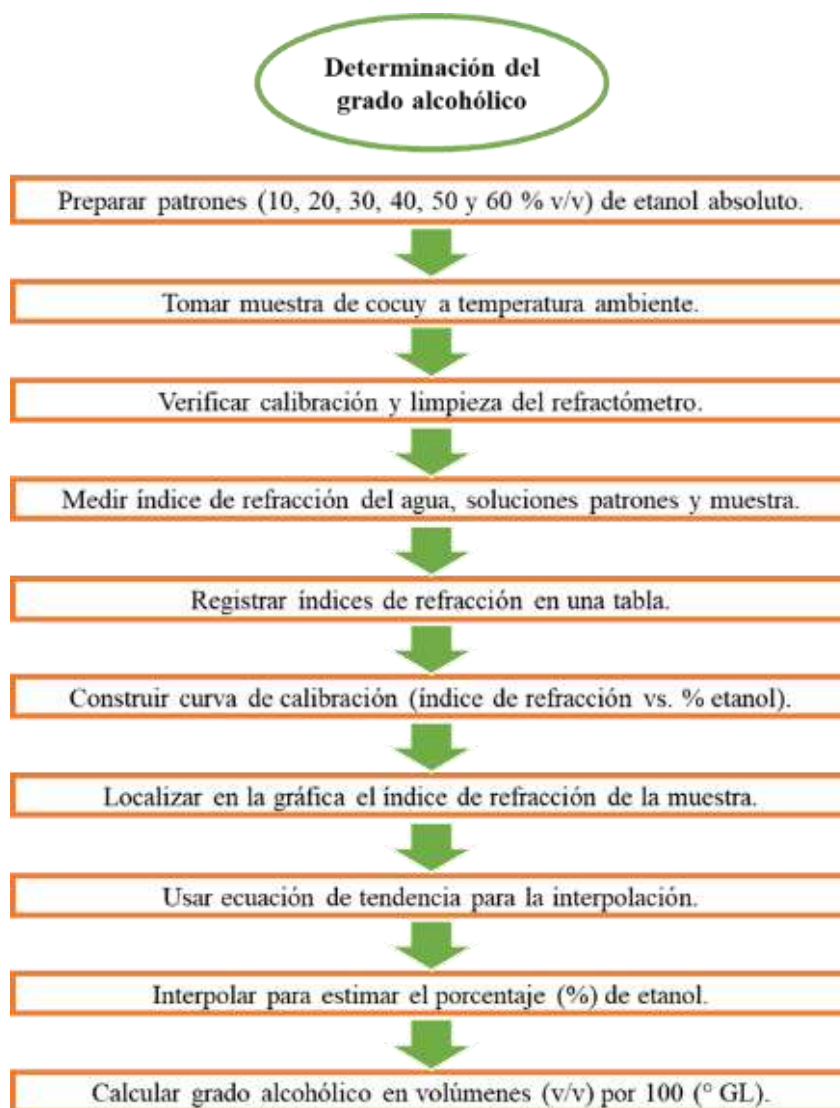 Determinación del
grado alcohólico
Preparar patrones (10, 20, 30, 40, 50 y 60 % v/v) de etanol absoluto.
Tomar muestra de cocuy a temperatura ambiente.
Verificar calibración y limpieza del refractómetro.
Medir índice de refracción del agua, soluciones patrones y muestra.
Registrar índices de refracción en una tabla.
Construir curva de calibración (índice de refracción vs. % etanol).
Localizar en la gráfica el índice de refracción de la muestra.
Usar ecuación de tendencia para la interpolación.
Interpolar para estimar el porcentaje (%) de etanol.
Calcular grado alcohólico en volúmenes (v/v) por 100 (° GL).